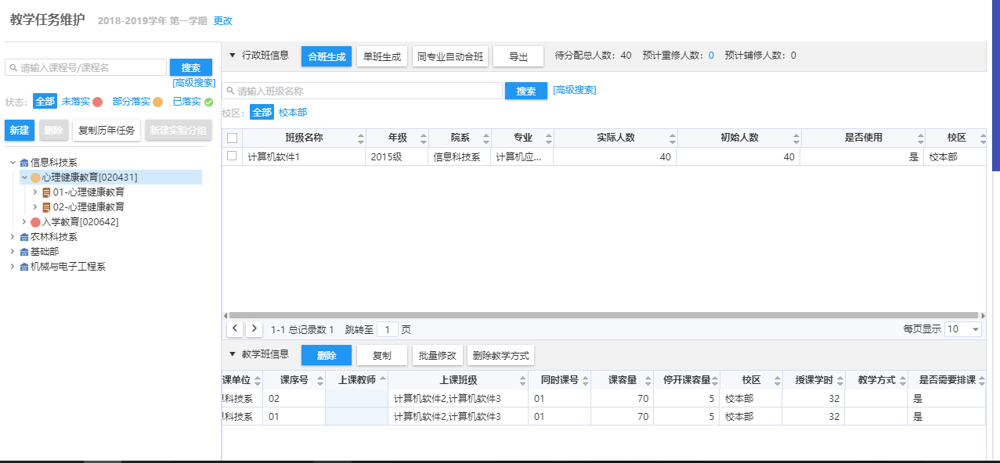 教学任务维护 2018-2019学年 第一学期 更改
请输入课程号/课程名 搜索
[高级搜索]
状态: 全部 未落实 部分落实 已落实
新建 删除 复制历年任务 新建实验分组
信息科技系
心理健康教育[020431]
01-心理健康教育
02-心理健康教育
入学教育[020642]
农林科技系
基础部
机械与电子工程系
行政班信息 合班生成 单班生成 同专业自动合班 导出 待分配总人数: 40 预计重修人数: 0 预计辅修人数: 0
请输入班级名称 搜索 [高级搜索]
校区: 全部 校本部
班级名称 年级 院系 专业 实际人数 初始人数 是否使用 校区
计算机软件1 2015级 信息科技系 计算机应... 40 40 是 校本部
1-1 总记录数 1 跳转至 1 页 每页显示 10
教学班信息 删除 复制 批量修改 删除教学方式
课单位 课序号 上课教师 上课班级 同时课号 课容量 停开课容量 校区 授课学时 教学方式 是否需要排课
科技系 02 计算机软件2,计算机软件3 01 70 5 校本部 32 是
科技系 01 计算机软件2,计算机软件3 01 70 5 校本部 32 是